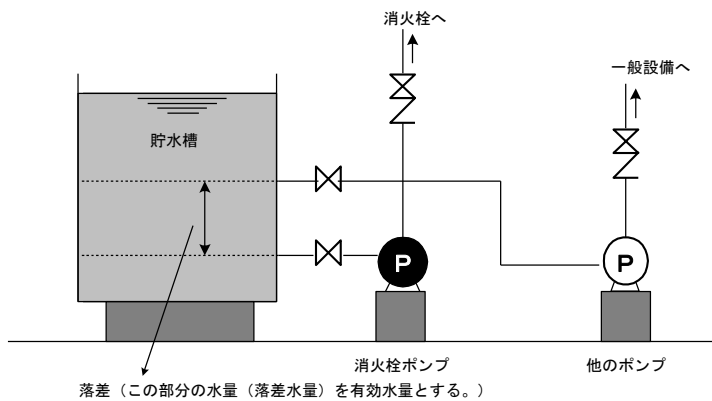 消火栓へ
一般設備へ
貯水槽
P
P
消火栓ポンプ
他のポンプ
落差（この部分の水量（落差水量）を有効水量とする。）